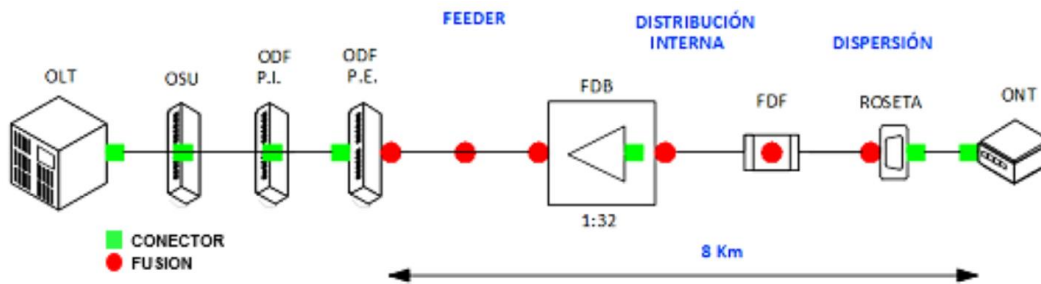 FEEDER
DISTRIBUCIÓN
INTERNA
DISPERSIÓN
OLT
OSU
ODF
P.I.
ODF
P.E.
FDB
FDF
ROSETA
ONT
1:32
CONECTOR
FUSION
8 Km